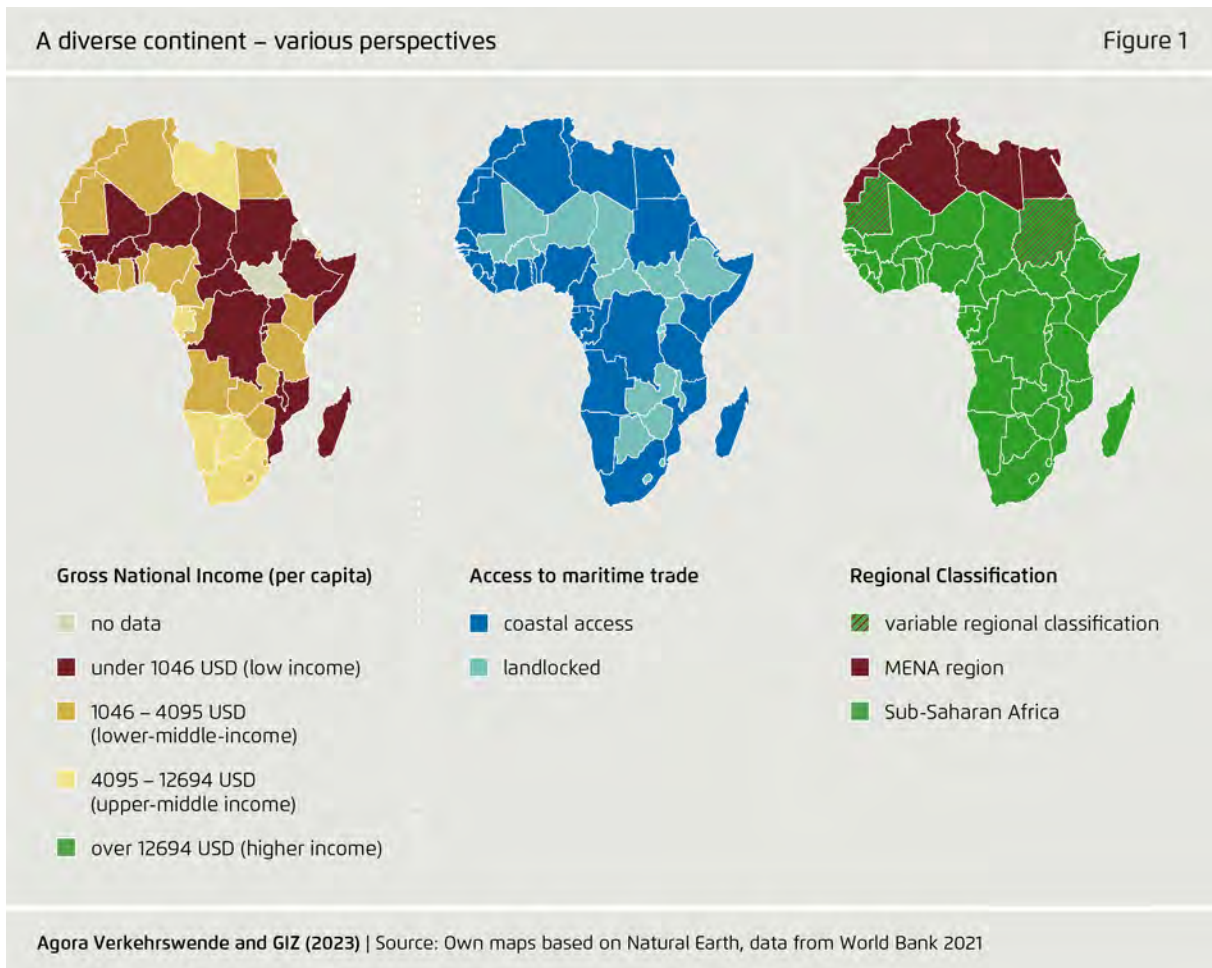 A diverse continent – various perspectives
Figure 1
Gross National Income (per capita)
no data
under 1046 USD (low income)
1046 – 4095 USD
(lower-middle-income)
4095 – 12694 USD
(upper-middle income)
over 12694 USD (higher income)
Access to maritime trade
coastal access
landlocked
Regional Classification
variable regional classification
MENA region
Sub-Saharan Africa
Agora Verkehrswende and GIZ (2023) | Source: Own maps based on Natural Earth, data from World Bank 2021